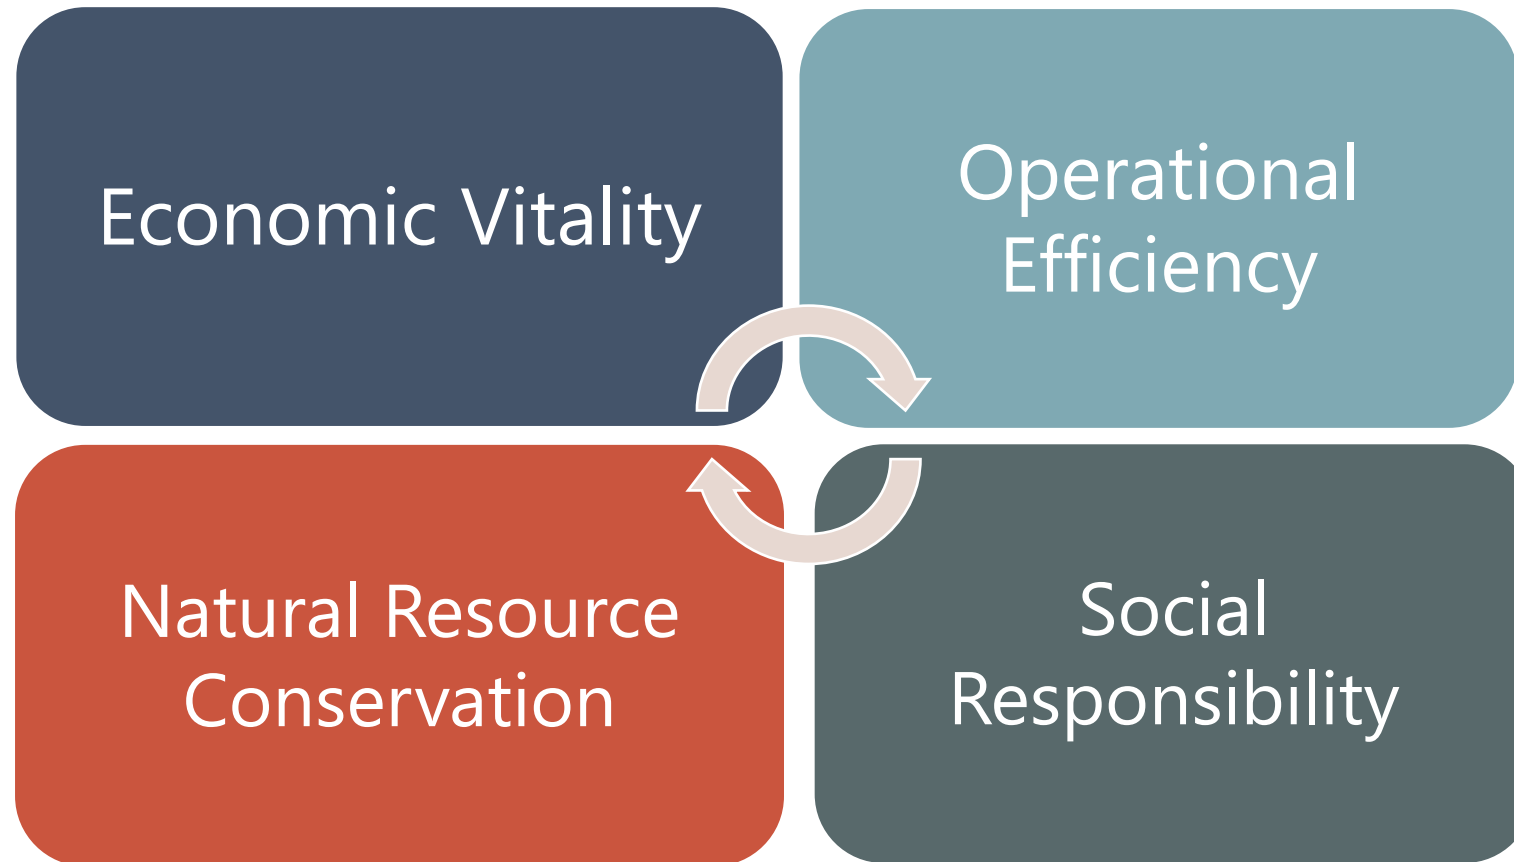 Economic Vitality
Operational
Efficiency
Natural Resource
Conservation
Social
Responsibility